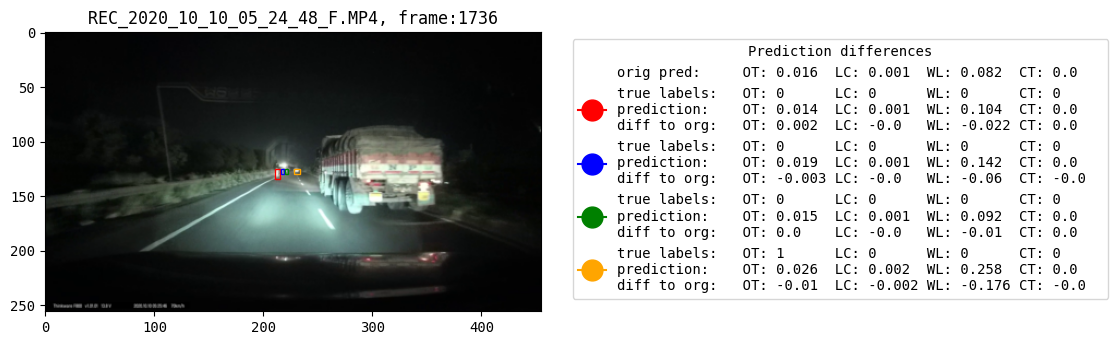 REC_2020_10_10_05_24_48_F.MP4, frame:1736
Prediction differences
orig pred: OT: 0.016 LC: 0.001 WL: 0.082 CT: 0.0
true labels: OT: 0 LC: 0 WL: 0 CT: 0
prediction: OT: 0.014 LC: 0.001 WL: 0.104 CT: 0.0
diff to org: OT: 0.002 LC: -0.0 WL: -0.022 CT: 0.0
true labels: OT: 0 LC: 0 WL: 0 CT: 0
prediction: OT: 0.019 LC: 0.001 WL: 0.142 CT: 0.0
diff to org: OT: -0.003 LC: -0.0 WL: -0.06 CT: -0.0
true labels: OT: 0 LC: 0 WL: 0 CT: 0
prediction: OT: 0.015 LC: 0.001 WL: 0.092 CT: 0.0
diff to org: OT: 0.0 LC: -0.0 WL: -0.01 CT: 0.0
true labels: OT: 1 LC: 0 WL: 0 CT: 0
prediction: OT: 0.026 LC: 0.002 WL: 0.258 CT: 0.0
diff to org: OT: -0.01 LC: -0.002 WL: -0.176 CT: -0.0
0
50
100
150
200
250
0 100 200 300 400